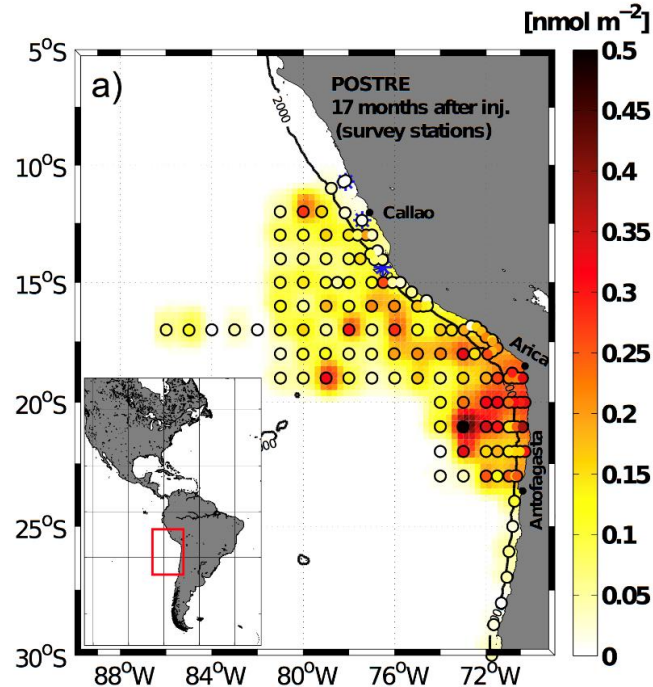 [nmol m⁻²]
a)
POSTRE
17 months after inj.
(survey stations)
2000
Callao
Arica
Antofagasta
5°S
10°S
15°S
20°S
25°S
30°S
88°W
84°W
80°W
76°W
72°W
0.5
0.45
0.4
0.35
0.3
0.25
0.2
0.15
0.1
0.05
0